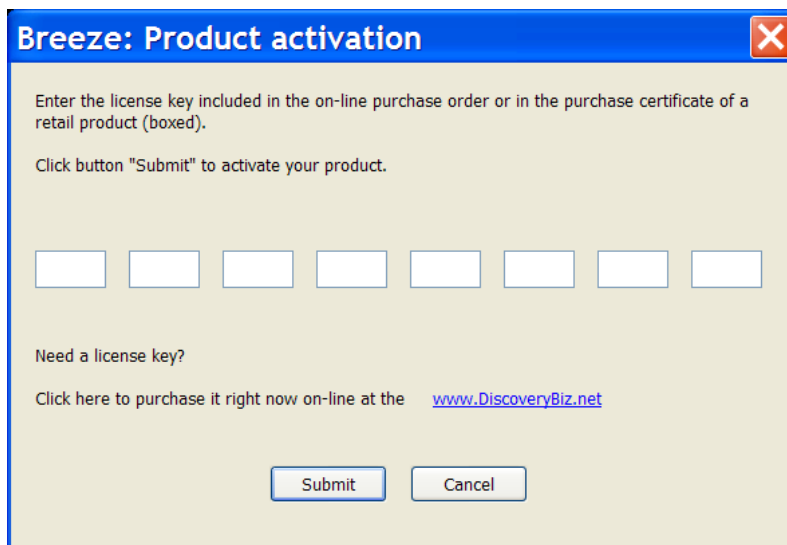 Breeze: Product activation
Enter the license key included in the on-line purchase order or in the purchase certificate of a
retail product (boxed).
Click button "Submit" to activate your product.
Need a license key?
Click here to purchase it right now on-line at the www.DiscoveryBiz.net
Submit Cancel